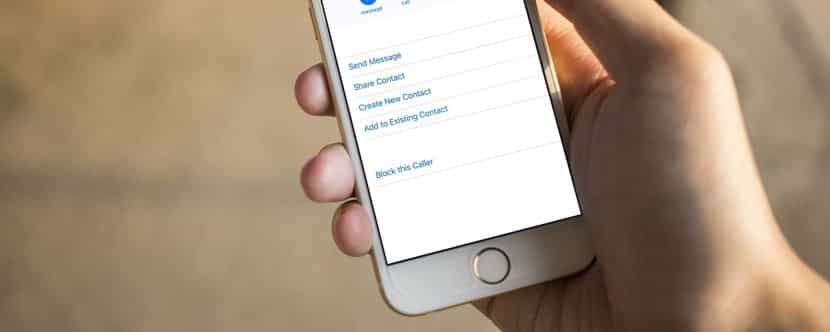 message call
Send Message
Share Contact
Create New Contact
Add to Existing Contact
Block this Caller